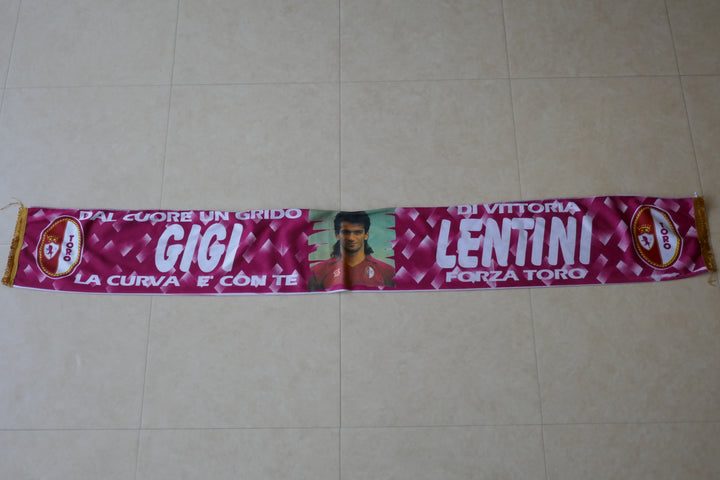 DAL CUORE UN GRIDO
DI VITTORIA
GIGI
LENTINI
LA CURVA E' CON TE
FORZA TORO
TORO
TORO